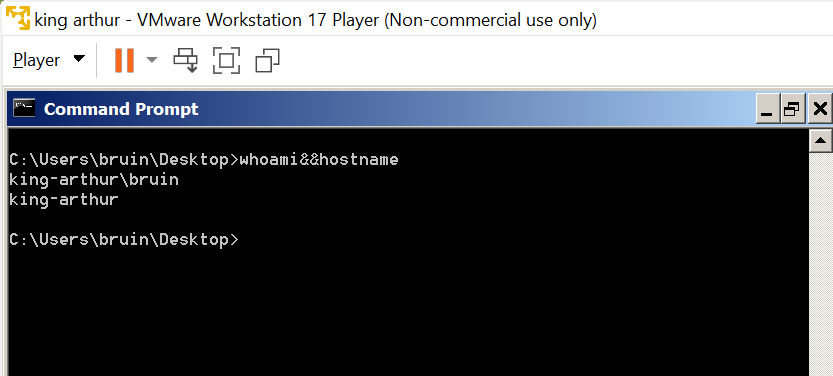 king arthur - VMware Workstation 17 Player (Non-commercial use only)
Player
Command Prompt
C:\Users\bruin\Desktop>whoami&&hostname
king-arthur\bruin
king-arthur
C:\Users\bruin\Desktop>